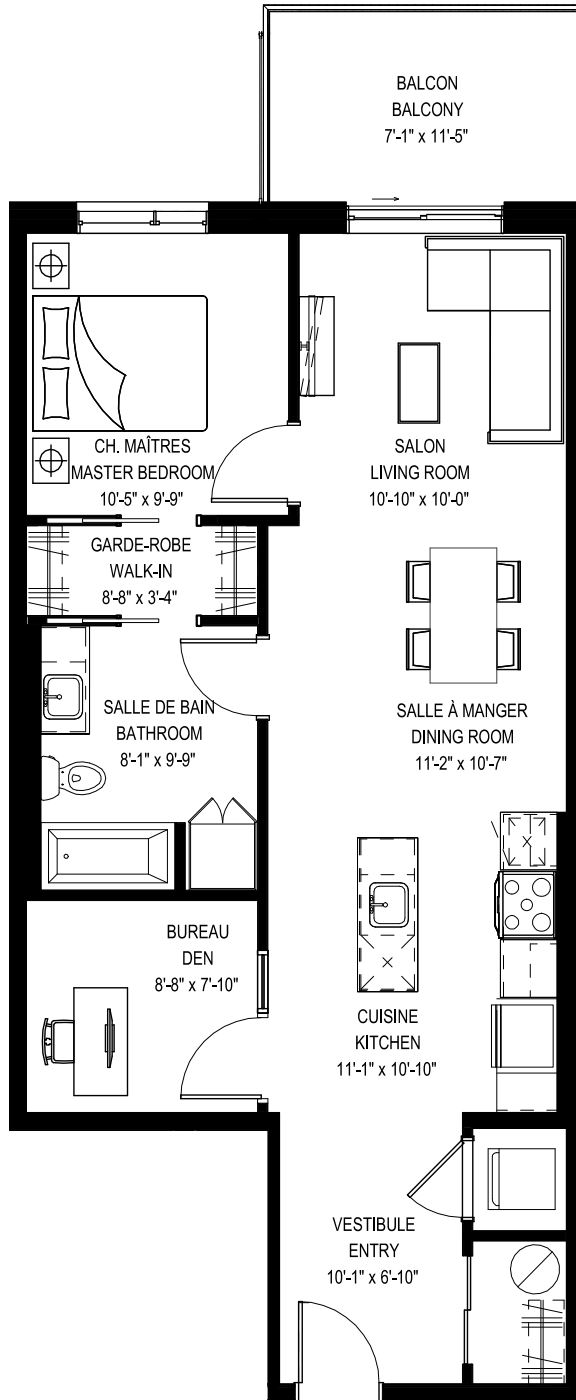 BALCON
BALCONY
7'-1" x 11'-5"
CH. MAÎTRES
MASTER BEDROOM
10'-5" x 9'-9"
SALON
LIVING ROOM
10'-10" x 10'-0"
GARDE-ROBE
WALK-IN
8'-8" x 3'-4"
SALLE DE BAIN
BATHROOM
8'-1" x 9'-9"
SALLE À MANGER
DINING ROOM
11'-2" x 10'-7"
BUREAU
DEN
8'-8" x 7'-10"
CUISINE
KITCHEN
11'-1" x 10'-10"
VESTIBULE
ENTRY
10'-1" x 6'-10"